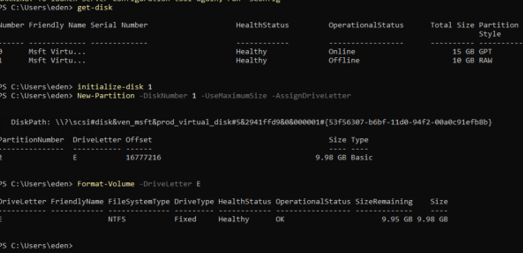 PS C:\Users\eden> get-disk
Number Friendly Name Serial Number HealthStatus OperationalStatus Total Size Partition
Style
------ ------------- ------------- ------------ ----------------- ---------- ----------
0 Msft Virtu... Healthy Online 15 GB GPT
1 Msft Virtu... Healthy Offline 10 GB RAW
PS C:\Users\eden> initialize-disk 1
PS C:\Users\eden> New-Partition -DiskNumber 1 -UseMaximumSize -AssignDriveLetter
DiskPath: \\?\scsi#disk&ven_msft&prod_virtual_disk#5&2941ffd9&0&000001#{53f56307-b6bf-11d0-94f2-00a0c91efb8b}
PartitionNumber DriveLetter Offset Size Type
--------------- ----------- ------ ---- ----
2 E 16777216 9.98 GB Basic
PS C:\Users\eden> Format-Volume -DriveLetter E
DriveLetter FriendlyName FileSystemType DriveType HealthStatus OperationalStatus SizeRemaining Size
----------- ------------ -------------- --------- ------------ ----------------- ------------- ----
E NTFS Fixed Healthy OK 9.95 GB 9.98 GB
PS C:\Users\eden>